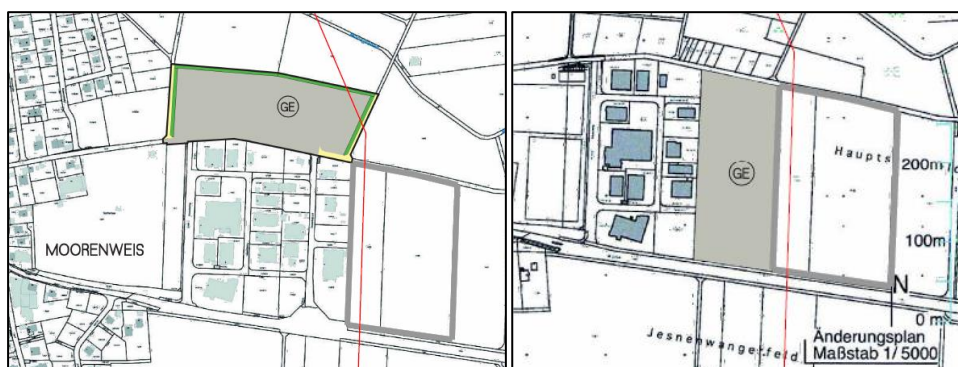 GE
MOORENWEIS
GE
Haupts
200m
100m
N
0 m
Jesnenwangerfeld
Änderungsplan
Maßstab 1/ 5000